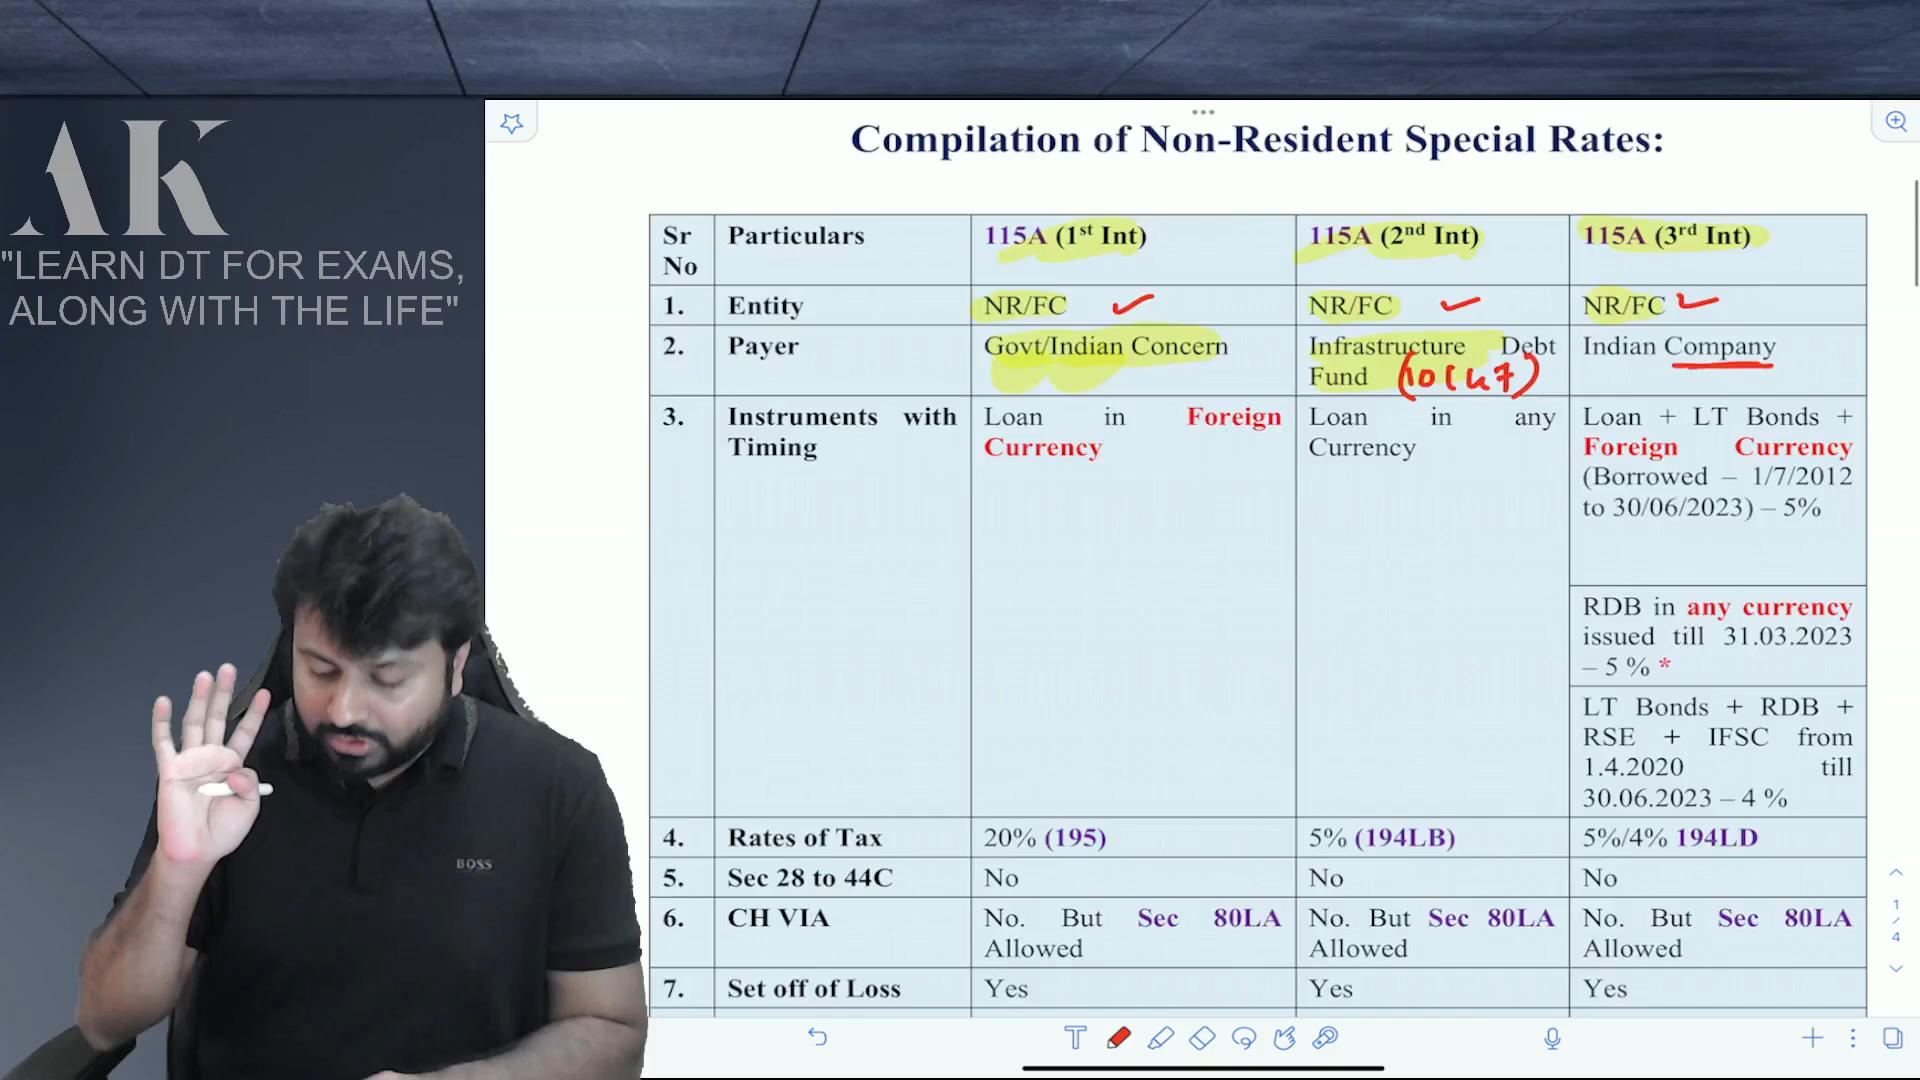 AK
"LEARN DT FOR EXAMS,
ALONG WITH THE LIFE"
BOSS
Compilation of Non-Resident Special Rates:
Sr No
Particulars
115A (1st Int)
115A (2nd Int)
115A (3rd Int)
1.
Entity
NR/FC
NR/FC
NR/FC
2.
Payer
Govt/Indian Concern
Infrastructure Debt
Fund (10(47)
Indian Company
3.
Instruments with
Timing
Loan in Foreign
Currency
Loan in any
Currency
Loan + LT Bonds +
Foreign Currency
(Borrowed – 1/7/2012
to 30/06/2023) – 5%
RDB in any currency
issued till 31.03.2023
– 5 % *
LT Bonds + RDB +
RSE + IFSC from
1.4.2020 till
30.06.2023 – 4 %
4.
Rates of Tax
20% (195)
5% (194LB)
5%/4% 194LD
5.
Sec 28 to 44C
No
No
No
6.
CH VIA
No. But Sec 80LA
Allowed
No. But Sec 80LA
Allowed
No. But Sec 80LA
Allowed
7.
Set off of Loss
Yes
Yes
Yes
1
/
4